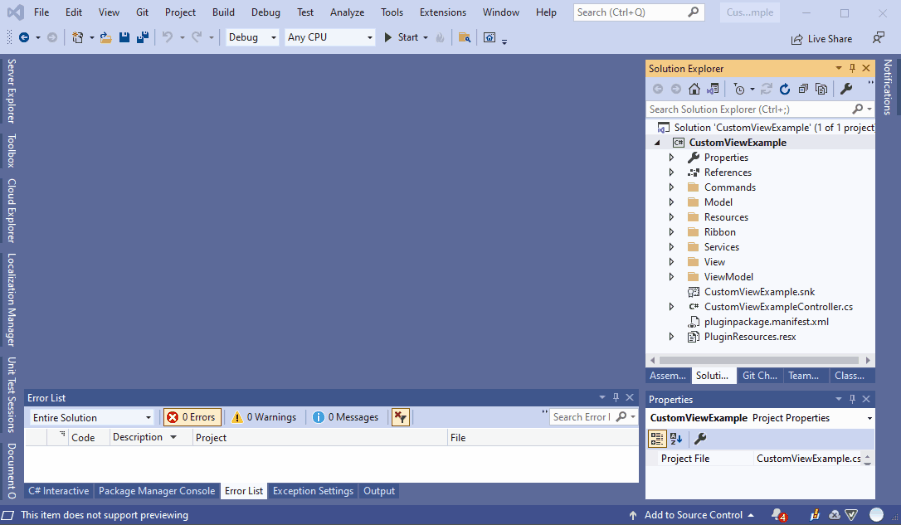 File Edit View Git Project Build Debug Test Analyze Tools Extensions Window Help Search (Ctrl+Q) Cus...mple
Debug Any CPU Start Live Share
Server Explorer
Toolbox
Cloud Explorer
Localization Manager
Unit Test Sessions
Document O
Solution Explorer
Search Solution Explorer (Ctrl+;)
Solution 'CustomViewExample' (1 of 1 project
C# CustomViewExample
Properties
References
Commands
Model
Resources
Ribbon
Services
View
ViewModel
CustomViewExample.snk
C# CustomViewExampleController.cs
pluginpackage.manifest.xml
PluginResources.resx
Assem... Soluti... Git Ch... Team... Class...
Notifications
Error List
Entire Solution 0 Errors 0 Warnings 0 Messages Search Error
Code Description Project File
C# Interactive Package Manager Console Error List Exception Settings Output
Properties
CustomViewExample Project Properties
Project File CustomViewExample.cs
This item does not support previewing Add to Source Control 4